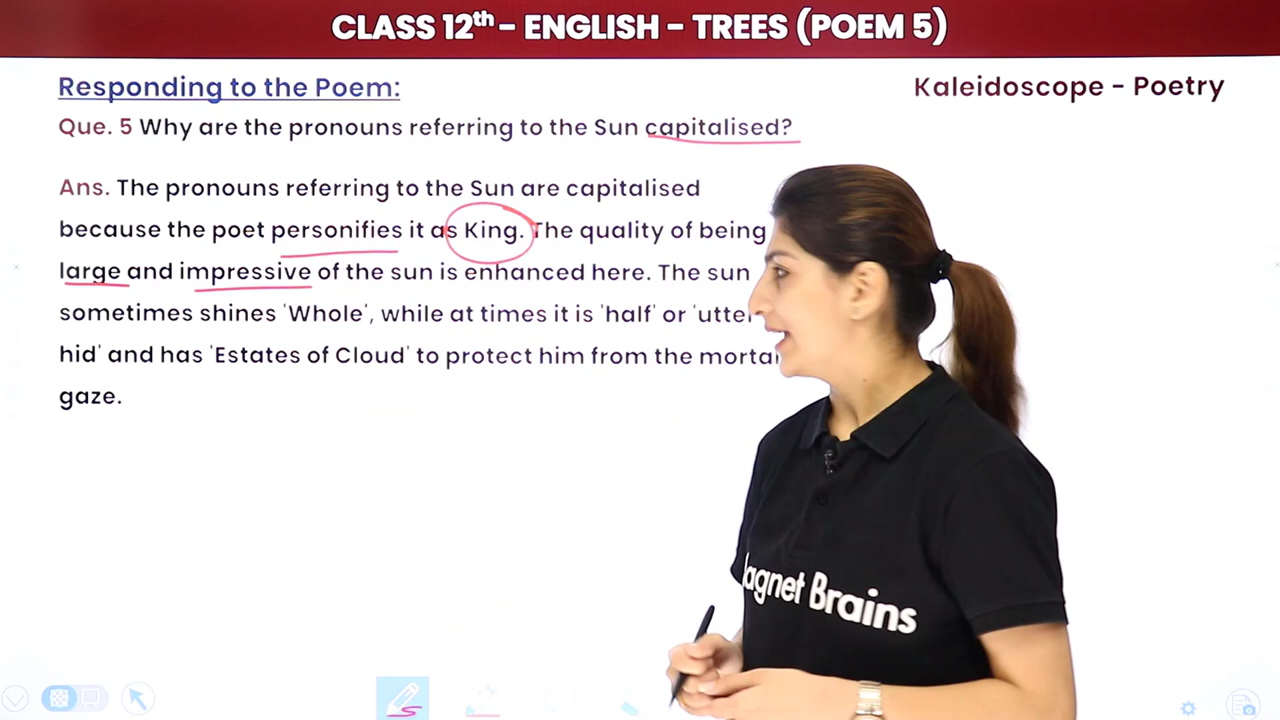 CLASS 12th - ENGLISH - TREES (POEM 5)
Responding to the Poem:
Kaleidoscope - Poetry
Que. 5 Why are the pronouns referring to the Sun capitalised?
Ans. The pronouns referring to the Sun are capitalised
because the poet personifies it as King. The quality of being
large and impressive of the sun is enhanced here. The sun
sometimes shines 'Whole', while at times it is 'half' or
hid' and has 'Estates of Cloud' to protect him from the
gaze.
Brains